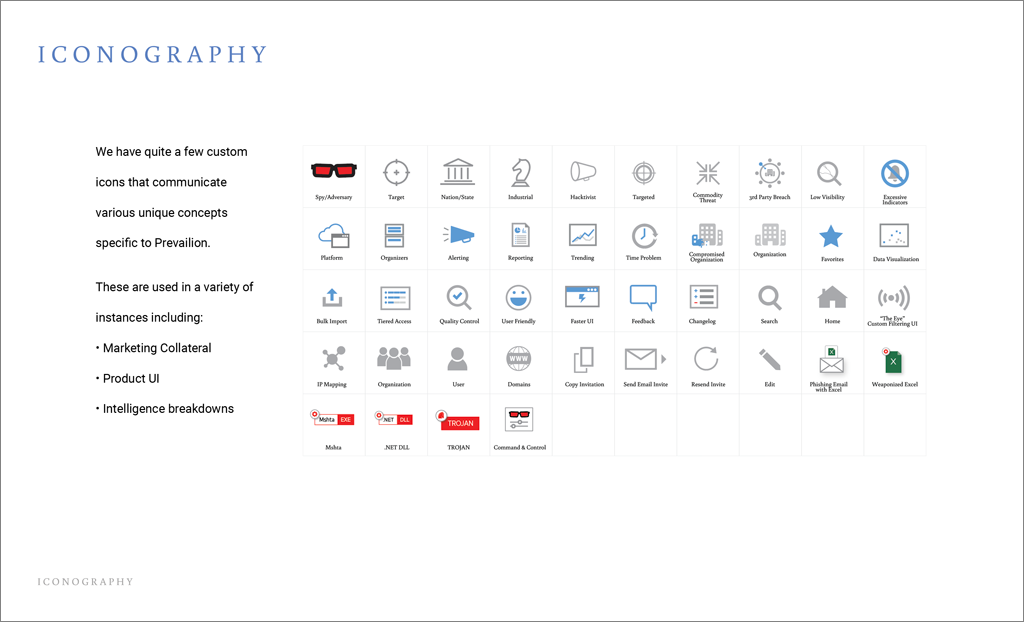 ICONOGRAPHY
We have quite a few custom
icons that communicate
various unique concepts
specific to Prevailion.
These are used in a variety of
instances including:
• Marketing Collateral
• Product UI
• Intelligence breakdowns
Spy/Adversary
Target
Nation/State
Industrial
Hacktivist
Targeted
Commodity
Threat
3rd Party Breach
Low Visibility
Excessive
Indicators
Platform
Organizers
Alerting
Reporting
Trending
Time Problem
Compromised
Organization
Organization
Favorites
Data Visualization
Bulk Import
Tiered Access
Quality Control
User Friendly
Faster UI
Feedback
Changelog
Search
Home
"The Eye"
Custom Filtering UI
WWW
X
X
IP Mapping
Organization
User
Domains
Copy Invitation
Send Email Invite
Resend Invite
Edit
Phishing Email
with Excel
Weaponized Excel
Mshta EXE
.NET DLL
TROJAN
Mshta
.NET DLL
TROJAN
Command & Control
ICONOGRAPHY